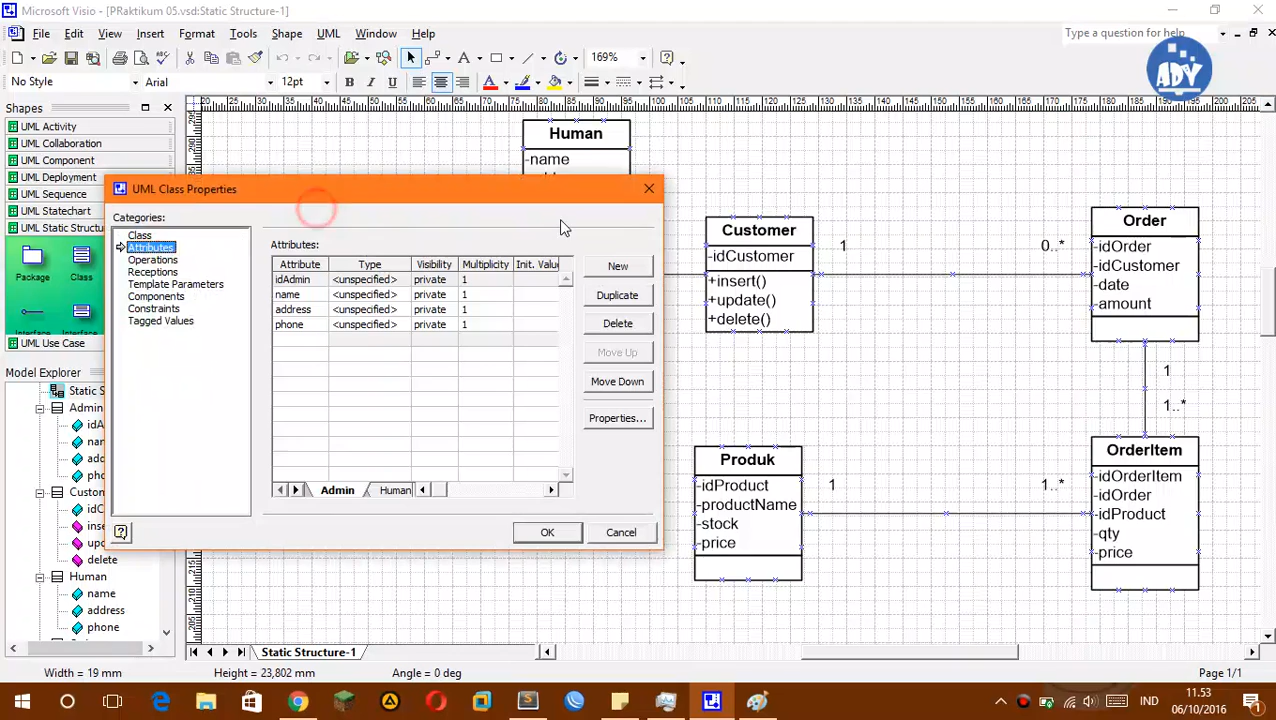 Microsoft Visio - [PRaktikum 05.vsd:Static Structure-1]
File Edit View Insert Format Tools Shape UML Window Help
Type a question for help
169%
ADY
No Style Arial 12pt B I U
Shapes
UML Activity
UML Collaboration
UML Component
UML Deployment
UML Sequence
UML Statechart
UML Static Structu
Package Class
Interface Interface
UML Use Case
Model Explorer
Static S
Admin
idA
nam
add
pho
Custom
idC
inse
upd
delete
Human
name
address
phone
UML Class Properties
Categories:
Class
Attributes
Operations
Receptions
Template Parameters
Components
Constraints
Tagged Values
Attributes:
Attribute Type Visibility Multiplicity Init. Valu
idAdmin <unspecified> private 1
name <unspecified> private 1
address <unspecified> private 1
phone <unspecified> private 1
New
Duplicate
Delete
Move Up
Move Down
Properties...
Admin Human
OK Cancel
Human
-name
Customer
-idCustomer
+insert()
+update()
+delete()
1
0..*
Order
-idOrder
-idCustomer
-date
-amount
1
1..*
Produk
-idProduct
-productName
-stock
-price
1
1..*
OrderItem
-idOrderItem
-idOrder
-idProduct
-qty
-price
Static Structure-1
Width = 19 mm Height = 23,802 mm Angle = 0 deg Page 1/1
IND
11.53
06/10/2016